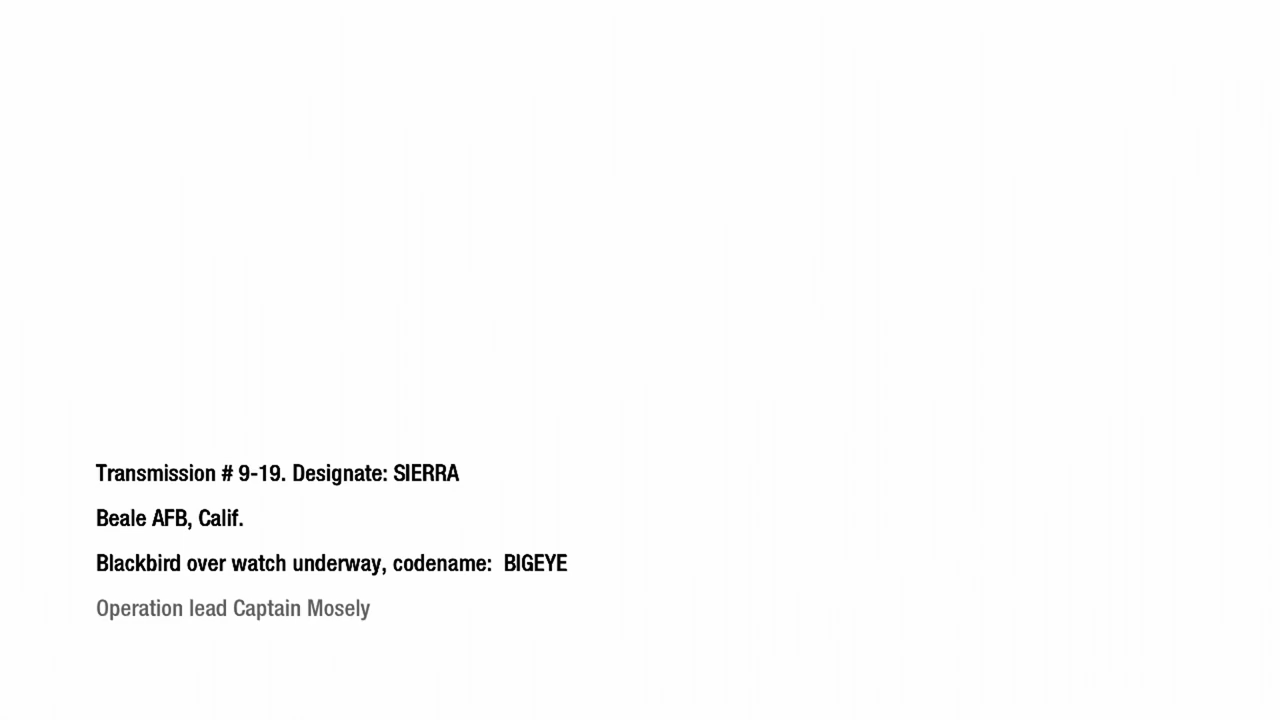 Transmission # 9-19. Designate: SIERRA
Beale AFB, Calif.
Blackbird over watch underway, codename:  BIGEYE
Operation lead Captain Mosely